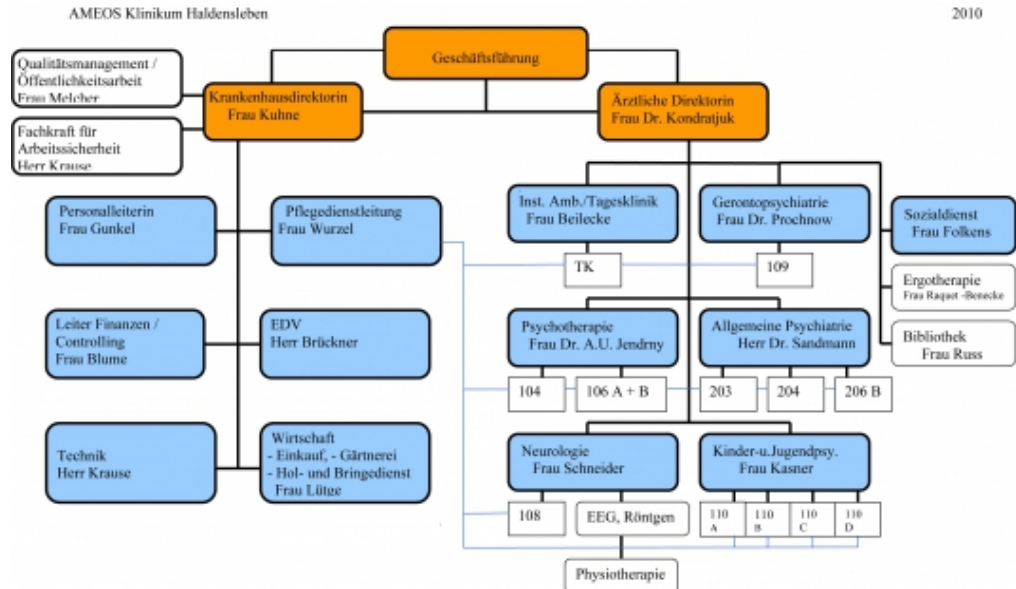 AMEOS Klinikum Haldensleben
2010
Geschäftsführung
Qualitätsmanagement /
Öffentlichkeitsarbeit
Frau Melcher
Krankenhausdirektorin
Frau Kuhne
Ärztliche Direktorin
Frau Dr. Kondratjuk
Fachkraft für
Arbeitssicherheit
Herr Krause
Personalleiterin
Frau Gunkel
Pflegedienstleitung
Frau Wurzel
Inst. Amb./Tagesklinik
Frau Beilecke
Gerontopsychiatrie
Frau Dr. Prochnow
Sozialdienst
Frau Folkens
TK
109
Ergotherapie
Frau Raquet -Benecke
Leiter Finanzen /
Controlling
Frau Blume
EDV
Herr Brückner
Psychotherapie
Frau Dr. A.U. Jendrny
Allgemeine Psychiatrie
Herr Dr. Sandmann
Bibliothek
Frau Russ
104
106 A + B
203
204
206 B
Technik
Herr Krause
Wirtschaft
- Einkauf, - Gärtnerei
- Hol- und Bringedienst
Frau Lütge
Neurologie
Frau Schneider
Kinder-u.Jugendpsy.
Frau Kasner
108
EEG, Röntgen
110
A
110
B
110
C
110
D
Physiotherapie